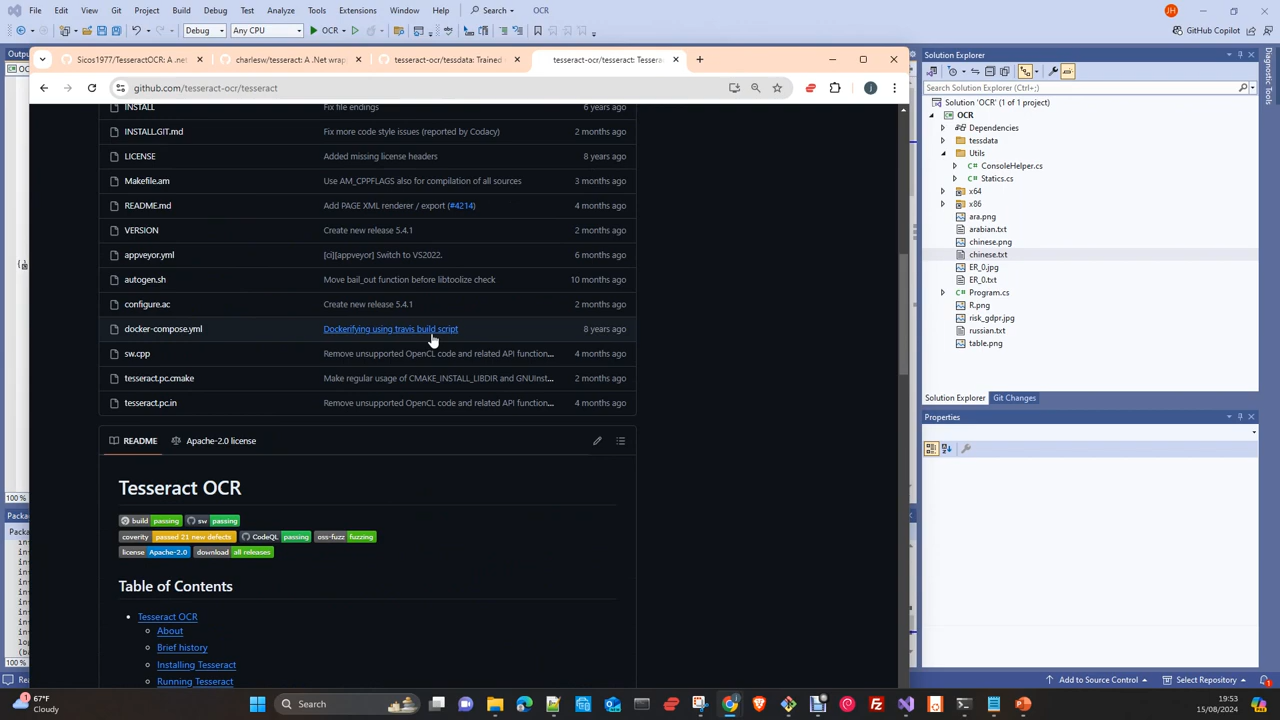 File Edit View Git Project Build Debug Test Analyze Tools Extensions Window Help Search OCR JH
Debug Any CPU OCR GitHub Copilot
Sicos1977/TesseractOCR: A .net charlesw/tesseract: A .Net wrap tesseract-ocr/tessdata: Trained tesseract-ocr/tesseract: Tessera
github.com/tesseract-ocr/tesseract j
INSTALL Fix file endings 6 years ago
INSTALL.GIT.md Fix more code style issues (reported by Codacy) 2 months ago
LICENSE Added missing license headers 8 years ago
Makefile.am Use AM_CPPFLAGS also for compilation of all sources 3 months ago
README.md Add PAGE XML renderer / export (#4214) 4 months ago
VERSION Create new release 5.4.1 2 months ago
appveyor.yml [ci][appveyor] Switch to VS2022. 6 months ago
autogen.sh Move bail_out function before libtoolize check 10 months ago
configure.ac Create new release 5.4.1 2 months ago
docker-compose.yml Dockerifying using travis build script 8 years ago
sw.cpp Remove unsupported OpenCL code and related API function... 4 months ago
tesseract.pc.cmake Make regular usage of CMAKE_INSTALL_LIBDIR and GNUInst... 2 months ago
tesseract.pc.in Remove unsupported OpenCL code and related API function... 4 months ago
README Apache-2.0 license
Tesseract OCR
build passing sw passing
coverity passed 21 new defects CodeQL passing oss-fuzz fuzzing
license Apache-2.0 download all releases
Table of Contents
Tesseract OCR
About
Brief history
Installing Tesseract
Running Tesseract
Outpu
100 %
Packa
100 %
Solution Explorer
Search Solution Explorer (Ctrl+;)
Solution 'OCR' (1 of 1 project)
OCR
Dependencies
tessdata
Utils
ConsoleHelper.cs
Statics.cs
x64
x86
ara.png
arabian.txt
chinese.png
chinese.txt
ER_0.jpg
ER_0.txt
Program.cs
R.png
risk_gdpr.jpg
russian.txt
table.png
Solution Explorer Git Changes
Properties
Diagnostic Tools
Add to Source Control Select Repository
67°F
Cloudy
Search
19:53
15/08/2024